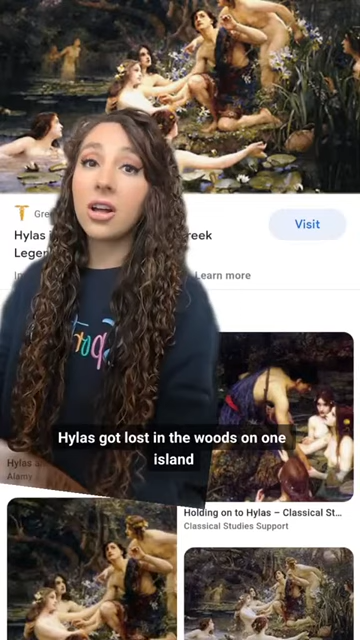 Gre
Hylas reek
Visit
Legen
Learn more
Hylas got lost in the woods on one
island
Hylas
Alamy
Holding on to Hylas – Classical St...
Classical Studies Support